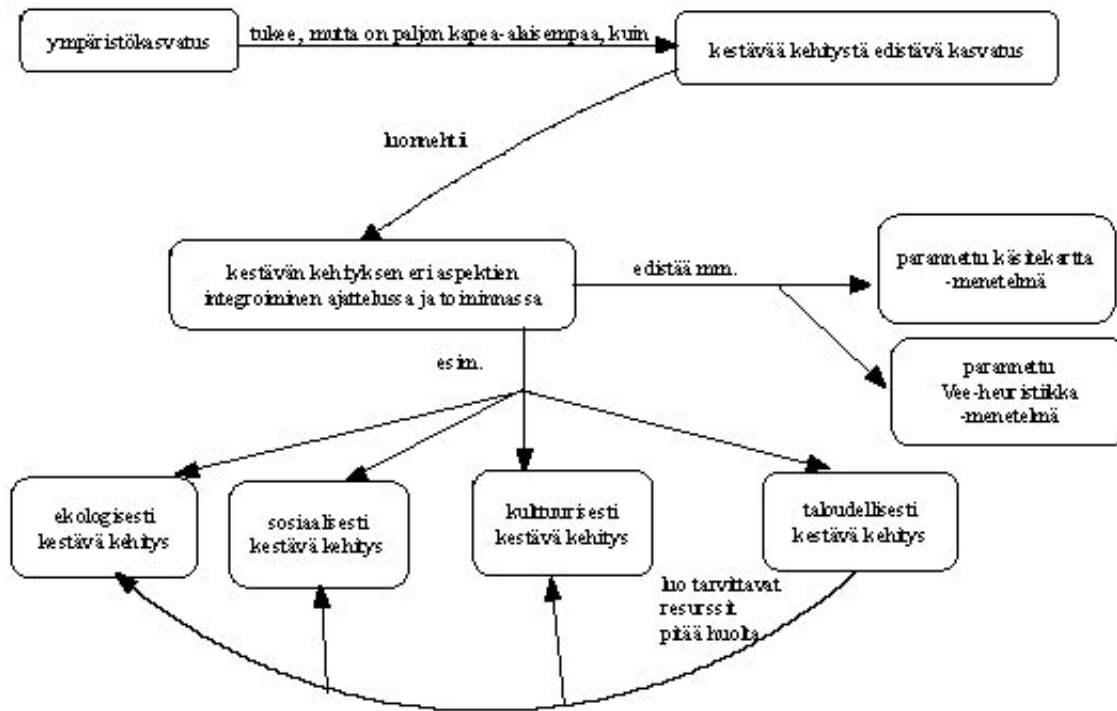 ympäristökasvatus
tukee, mutta on paljon kapea-alaisempaa, kuin
kestävää kehitystä edistävä kasvatus
luonnehtii
kestävän kehityksen eri aspektien
integroiminen ajattelussa ja toiminnassa
edistää mm.
parannettu käsitekartta
-menetelmä
parannettu
Vee-heuristiikka
-menetelmä
esim.
ekologisesti
kestävä kehitys
sosiaalisesti
kestävä kehitys
kulttuurisesti
kestävä kehitys
taloudellisesti
kestävä kehitys
luo tarvittavat
resurssit
pitää huolta